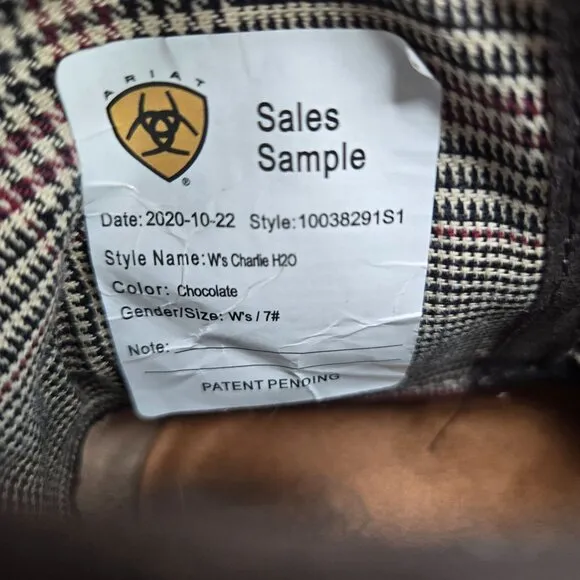 ARIAT
®
Sales
Sample
Date: 2020-10-22 Style: 10038291S1
Style Name: W's Charlie H2O
Color: Chocolate
Gender/Size: W's / 7#
Note:
PATENT PENDING